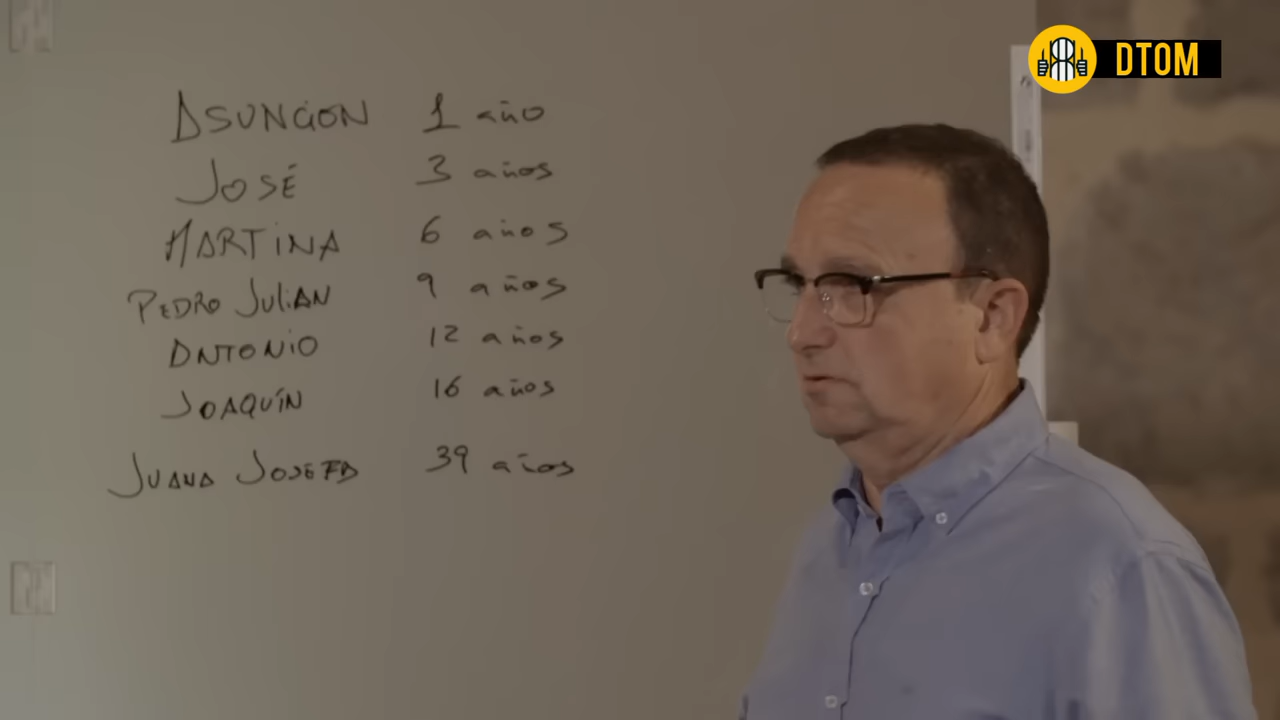 DTOM
ASUNCION 1 año
JOSÉ 3 años
MARTINA 6 años
PEDRO JULIAN 9 años
ANTONIO 12 años
JOAQUÍN 16 años
JUANA JOSEFA 39 años